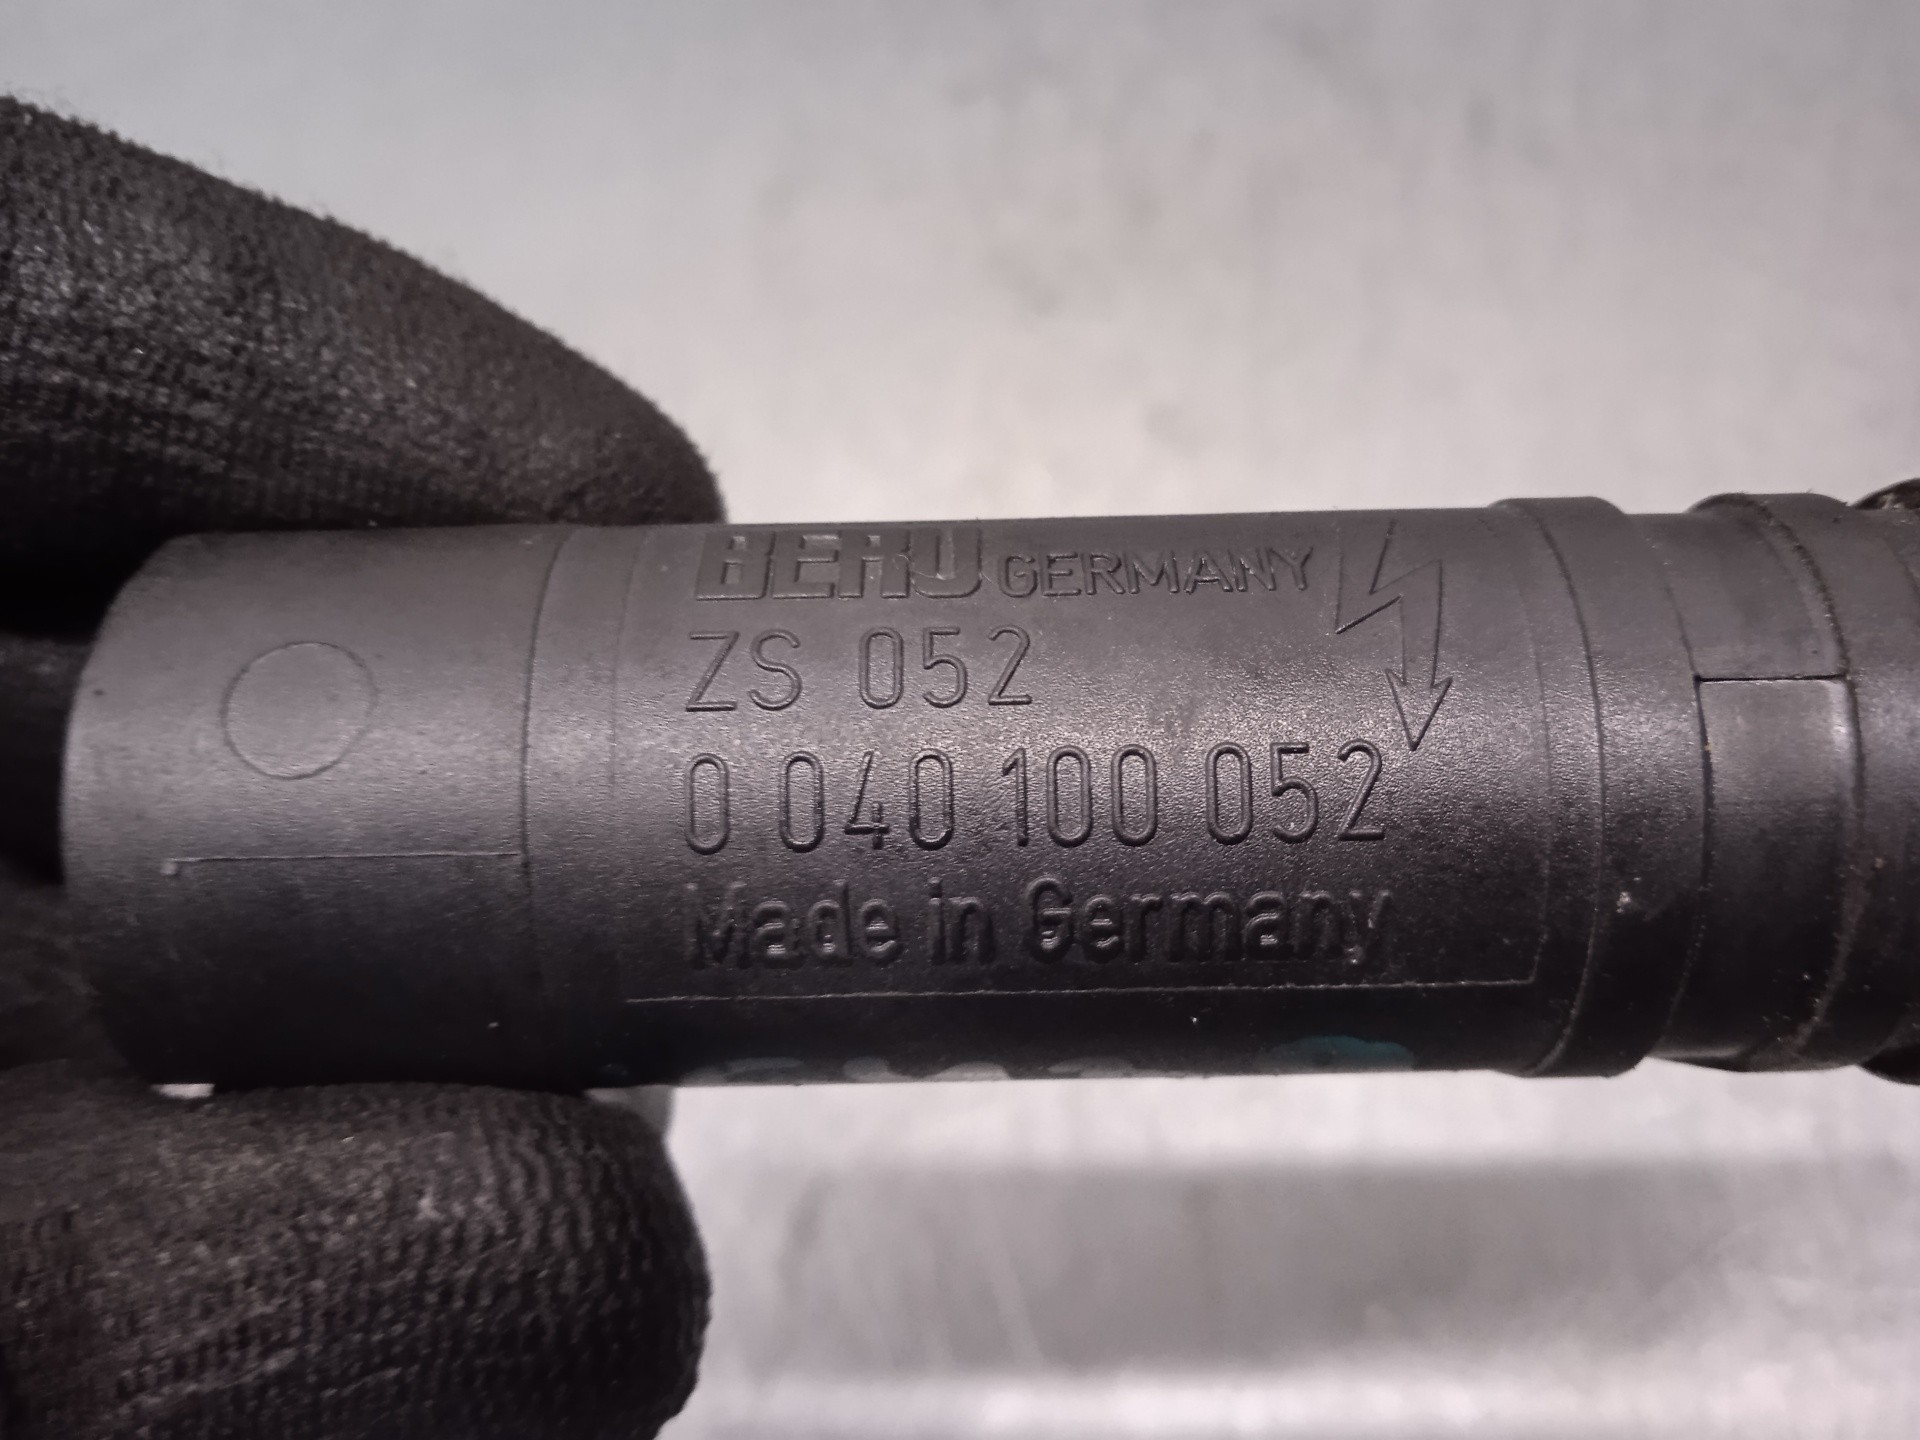 BERU GERMANY
ZS 052
0 040 100 052
Made in Germany